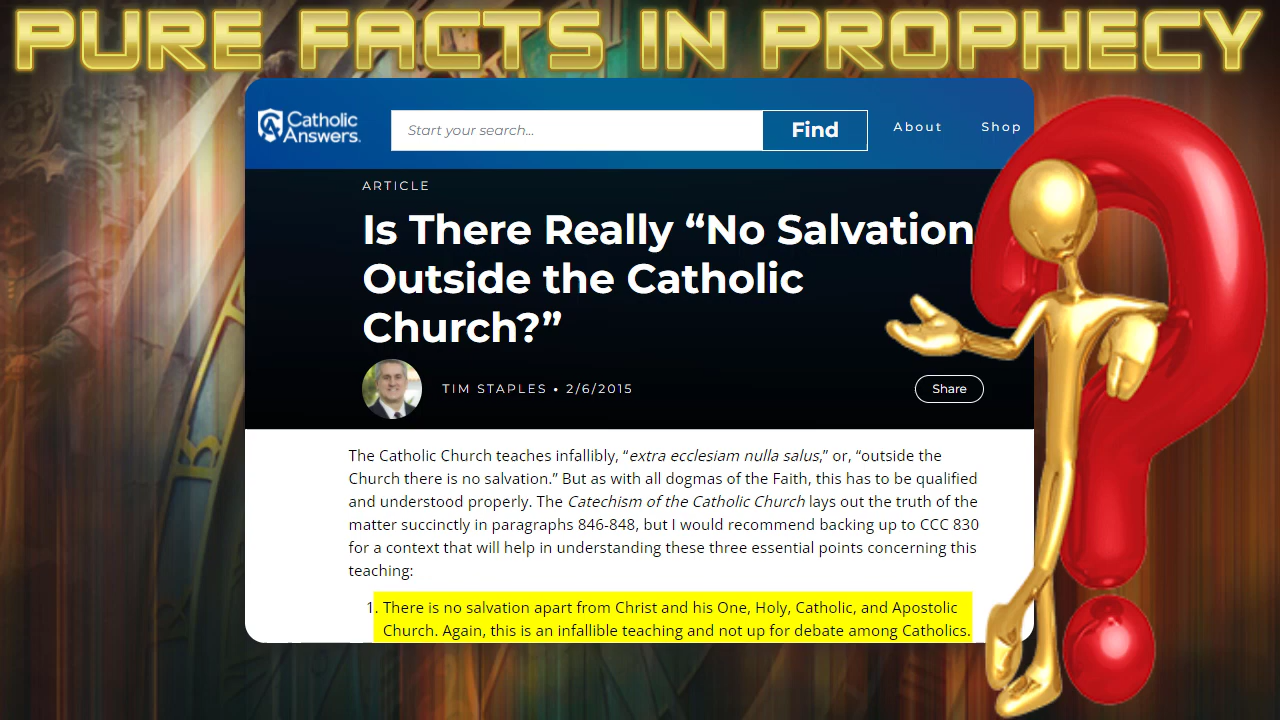 PURE FACTS IN PROPHECY
Catholic
Answers.
Start your search...
Find
About
Shop
ARTICLE
Is There Really “No Salvation
Outside the Catholic
Church?”
TIM STAPLES • 2/6/2015
Share
The Catholic Church teaches infallibly, “extra ecclesiam nulla salus,” or, “outside the
Church there is no salvation.” But as with all dogmas of the Faith, this has to be qualified
and understood properly. The Catechism of the Catholic Church lays out the truth of the
matter succinctly in paragraphs 846-848, but I would recommend backing up to CCC 830
for a context that will help in understanding these three essential points concerning this
teaching:
1. There is no salvation apart from Christ and his One, Holy, Catholic, and Apostolic
Church. Again, this is an infallible teaching and not up for debate among Catholics.